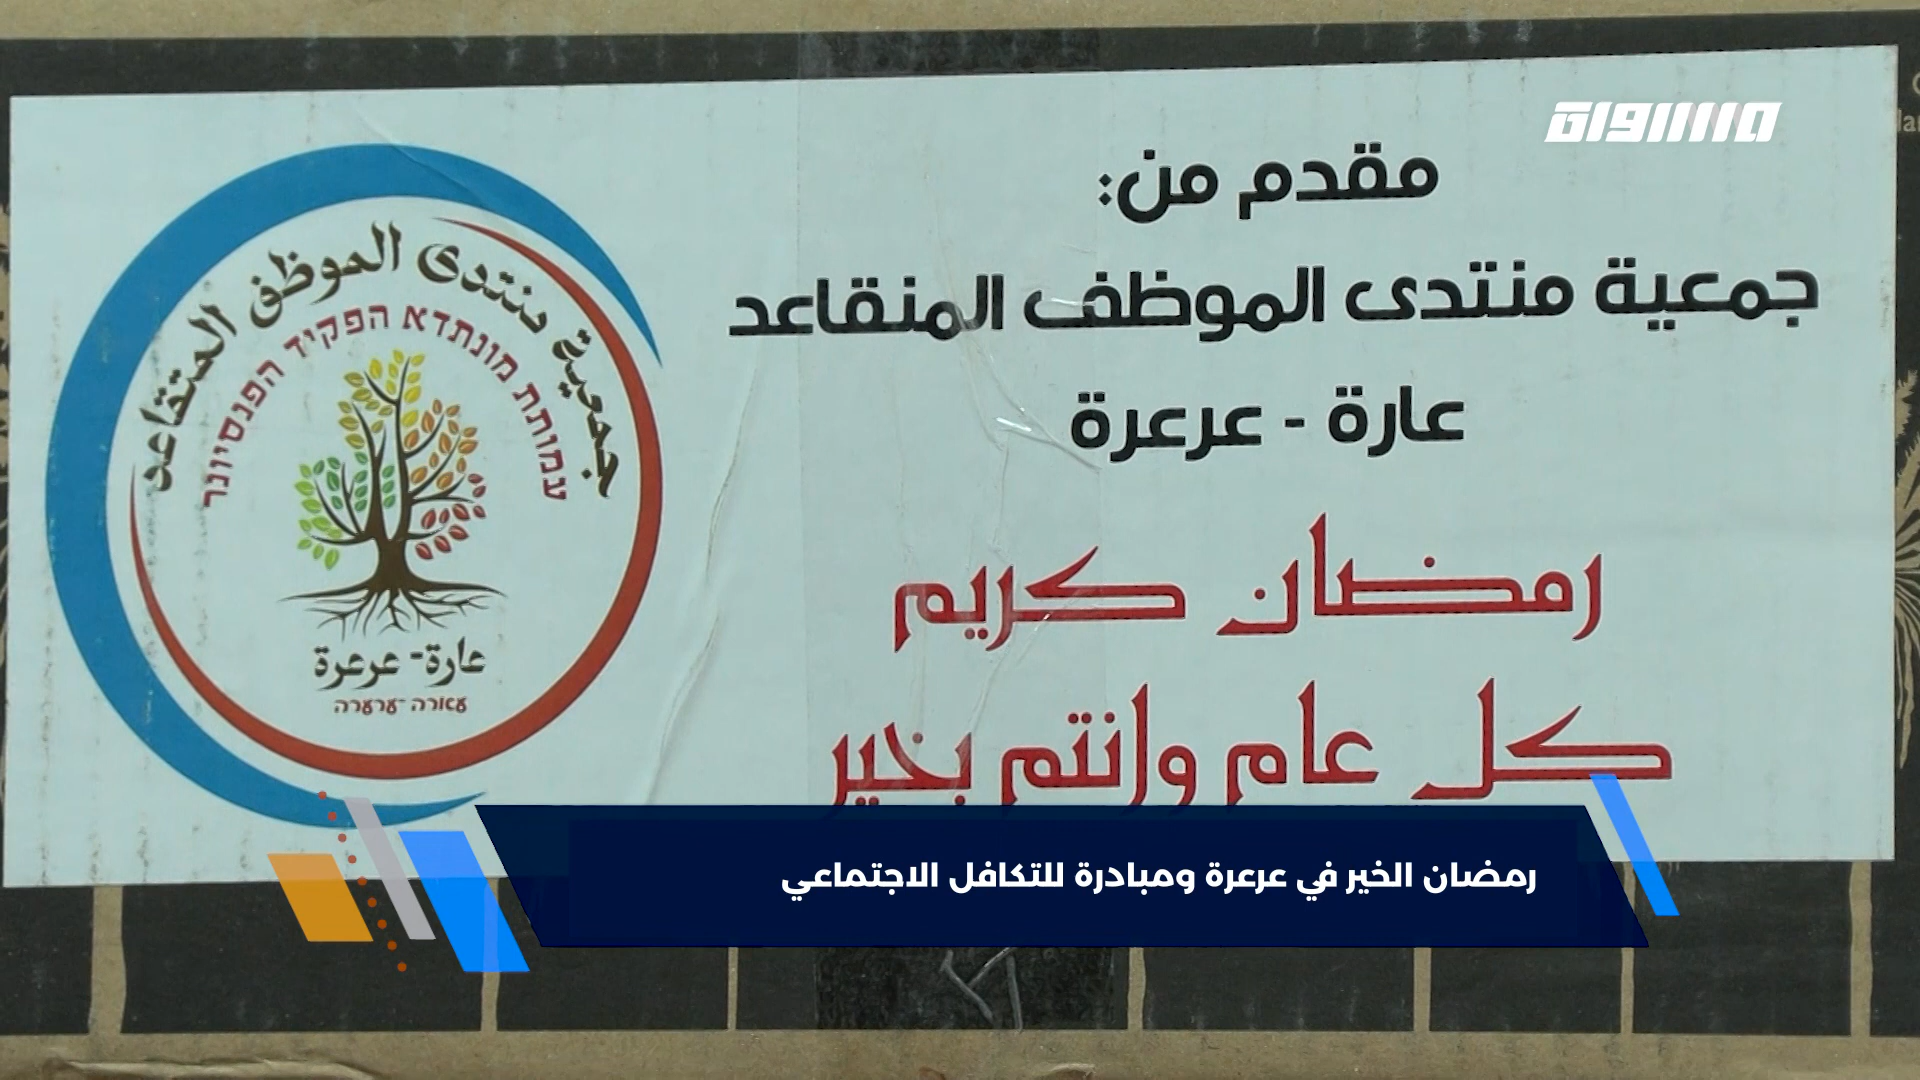 مساواة
مقدم من:
جمعية منتدى الموظف المنقاعد
عارة - عرعرة
رمضان كريم
كل عام وانتم بخير
جمعية منتدى الموظف المتقاعد
עמותת מונתדא הפקיד הפנסיונר
عارة- عرعرة
עארה -ערערה
رمضان الخير في عرعرة ومبادرة للتكافل الاجتماعي